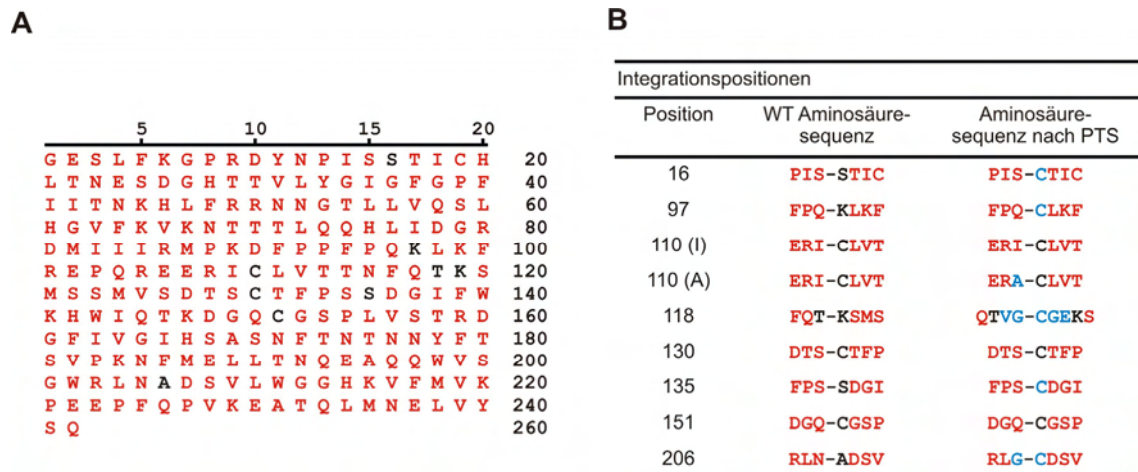 A
5 10 15 20
G E S L F K G P R D Y N P I S S T I C H 20
L T N E S D G H T T V L Y G I G F G P F 40
I I T N K H L F R R N N G T L L V Q S L 60
H G V F K V K N T T T L Q Q H L I D G R 80
D M I I I R M P K D F P P F P Q K L K F 100
R E P Q R E E R I C L V T T N F Q T K S 120
M S S M V S D T S C T F P S S D G I F W 140
K H W I Q T K D G Q C G S P L V S T R D 160
G F I V G I H S A S N F T N T N N Y F T 180
S V P K N F M E L L T N Q E A Q Q W V S 200
G W R L N A D S V L W G G H K V F M V K 220
P E E P F Q P V K E A T Q L M N E L V Y 240
S Q 260
B
Integrationspositionen
Position WT Aminosäure- Aminosäure-
sequenz sequenz nach PTS
16 PIS-STIC PIS-CTIC
97 FPQ-KLKF FPQ-CLKF
110 (I) ERI-CLVT ERI-CLVT
110 (A) ERI-CLVT ERA-CLVT
118 FQT-KSMS QTVG-CGEKS
130 DTS-CTFP DTS-CTFP
135 FPS-SDGI FPS-CDGI
151 DGQ-CGSP DGQ-CGSP
206 RLN-ADSV RLG-CDSV